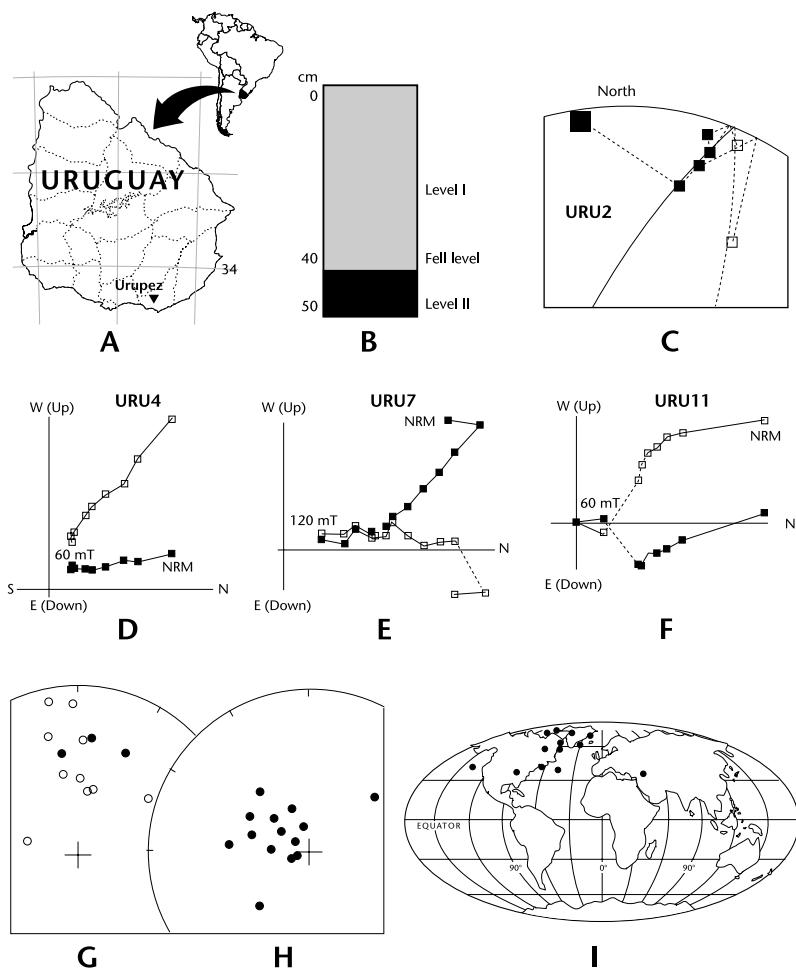 URUGUAY
34
Urupez
A
cm
0
40
50
Level I
Fell level
Level II
B
North
URU2
C
URU4
W (Up)
60 mT
NRM
S
N
E (Down)
D
URU7
W (Up)
NRM
120 mT
N
E (Down)
E
URU11
W (Up)
NRM
60 mT
N
E (Down)
F
G
H
EQUATOR
90° 0° 90°
I